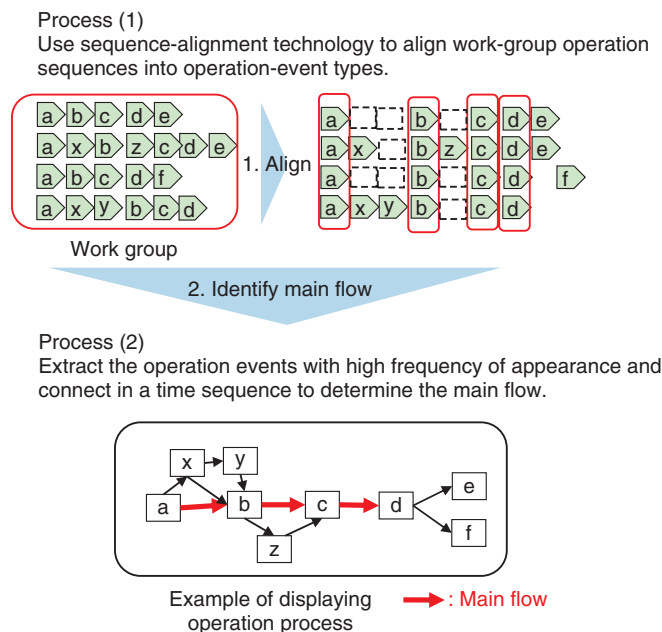 Process (1)
Use sequence-alignment technology to align work-group operation
sequences into operation-event types.
a b c d e
a x b z c d e
a b c d f
a x y b c d
Work group
1. Align
a b c d e
a x b z c d e
a b c d f
a x y b c d
2. Identify main flow
Process (2)
Extract the operation events with high frequency of appearance and
connect in a time sequence to determine the main flow.
x y
a b c d e
z f
Example of displaying
operation process
: Main flow